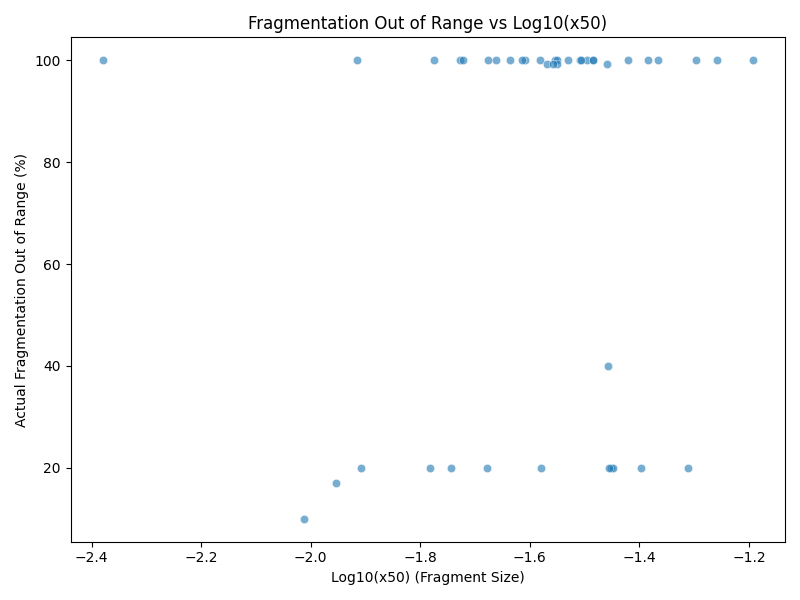 Fragmentation Out of Range vs Log10(x50)
Actual Fragmentation Out of Range (%)
100
80
60
40
20
−2.4 −2.2 −2.0 −1.8 −1.6 −1.4 −1.2
Log10(x50) (Fragment Size)